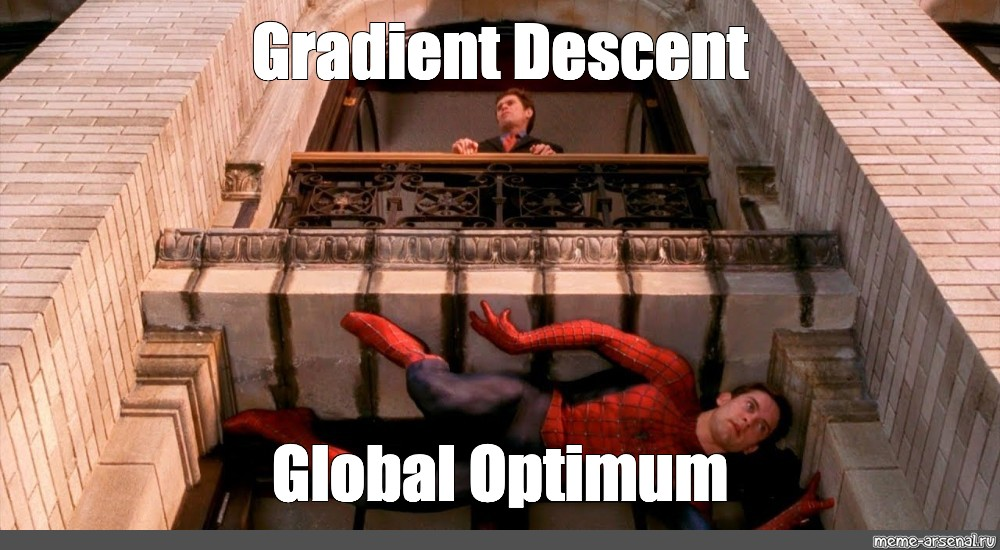 Gradient Descent
Global Optimum
meme-arsenal.ru